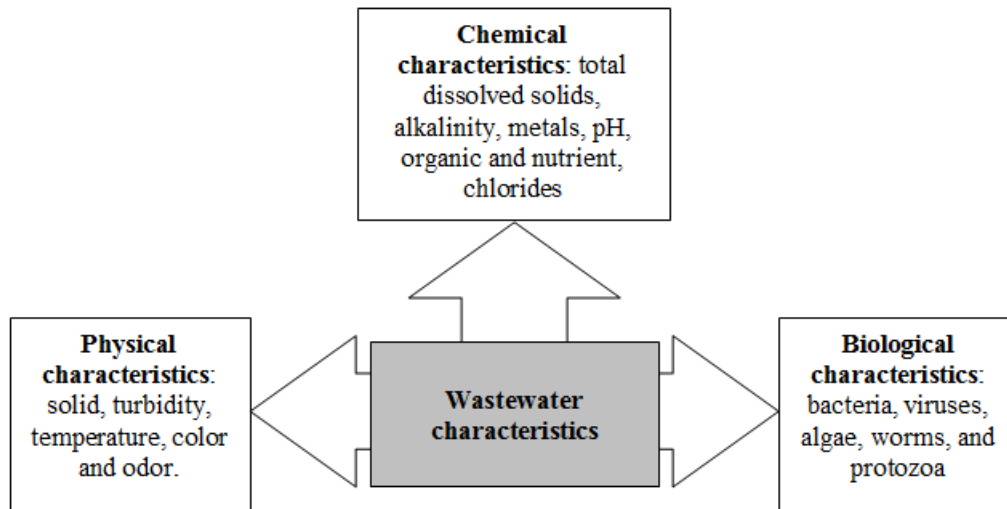 Chemical
characteristics: total
dissolved solids,
alkalinity, metals, pH,
organic and nutrient,
chlorides
Physical
characteristics:
solid, turbidity,
temperature, color
and odor.
Wastewater
characteristics
Biological
characteristics:
bacteria, viruses,
algae, worms, and
protozoa